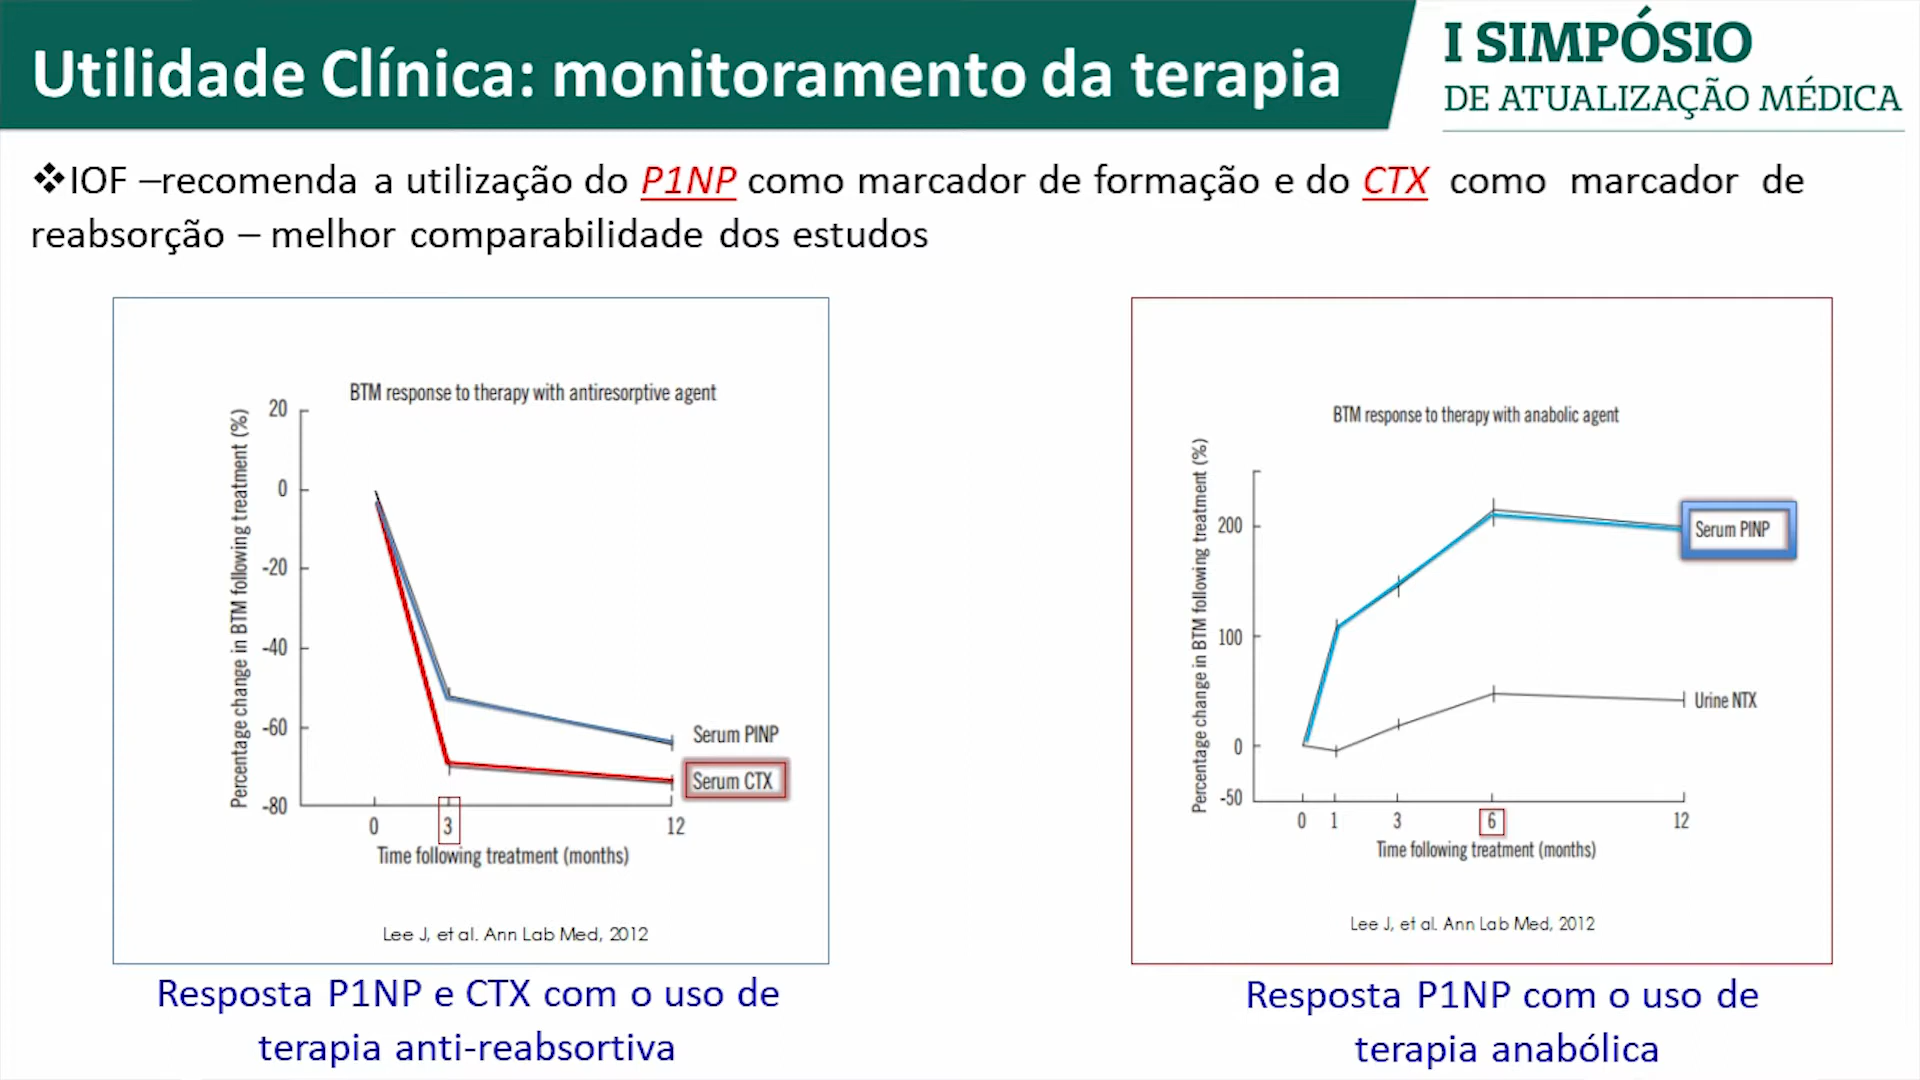 Utilidade Clínica: monitoramento da terapia
I SIMPÓSIO
DE ATUALIZAÇÃO MÉDICA
❖IOF –recomenda a utilização do P1NP como marcador de formação e do CTX como marcador de
reabsorção – melhor comparabilidade dos estudos
BTM response to therapy with antiresorptive agent
Percentage change in BTM following treatment (%)
20
0
-20
-40
-60
-80
Serum PINP
Serum CTX
0 3 12
Time following treatment (months)
Lee J, et al. Ann Lab Med, 2012
Resposta P1NP e CTX com o uso de
terapia anti-reabsortiva
BTM response to therapy with anabolic agent
Percentage change in BTM following treatment (%)
200
100
0
-50
Serum PINP
Urine NTX
0 1 3 6 12
Time following treatment (months)
Lee J, et al. Ann Lab Med, 2012
Resposta P1NP com o uso de
terapia anabólica